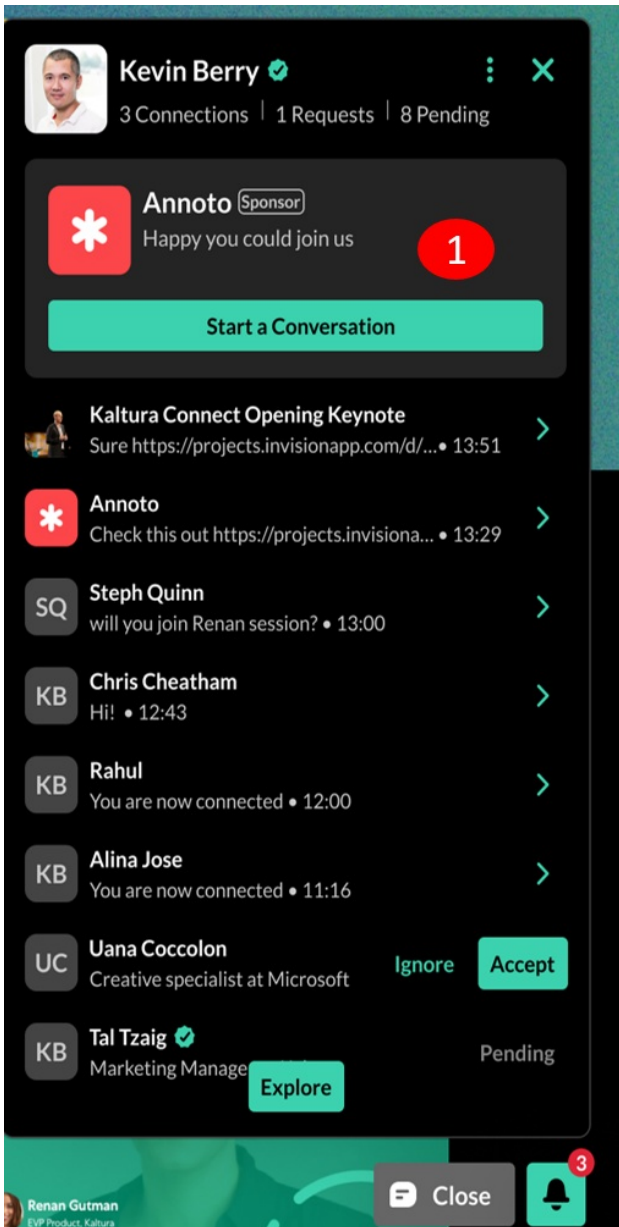 Kevin Berry
3 Connections | 1 Requests | 8 Pending
Annoto Sponsor
Happy you could join us
1
Start a Conversation
Kaltura Connect Opening Keynote
Sure https://projects.invisionapp.com/d/...• 13:51
Annoto
Check this out https://projects.invisiona... • 13:29
SQ
Steph Quinn
will you join Renan session? • 13:00
KB
Chris Cheatham
Hi! • 12:43
KB
Rahul
You are now connected • 12:00
KB
Alina Jose
You are now connected • 11:16
UC
Uana Coccolon
Creative specialist at Microsoft
Ignore
Accept
KB
Tal Tzaig
Marketing Manage
Pending
Explore
Renan Gutman
EVP Product, Kaltura
Close
3